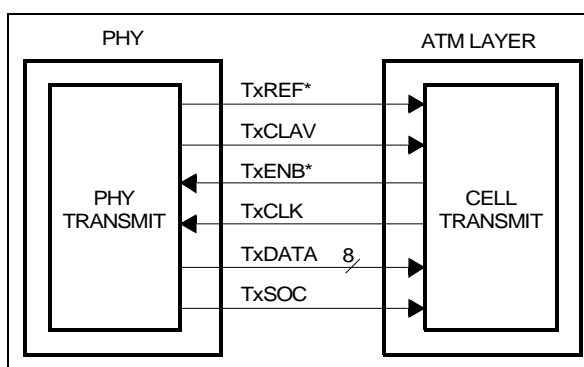 PHY
ATM LAYER
TxREF*
TxCLAV
TxENB*
PHY
TRANSMIT
CELL
TRANSMIT
TxCLK
TxDATA 8
TxSOC